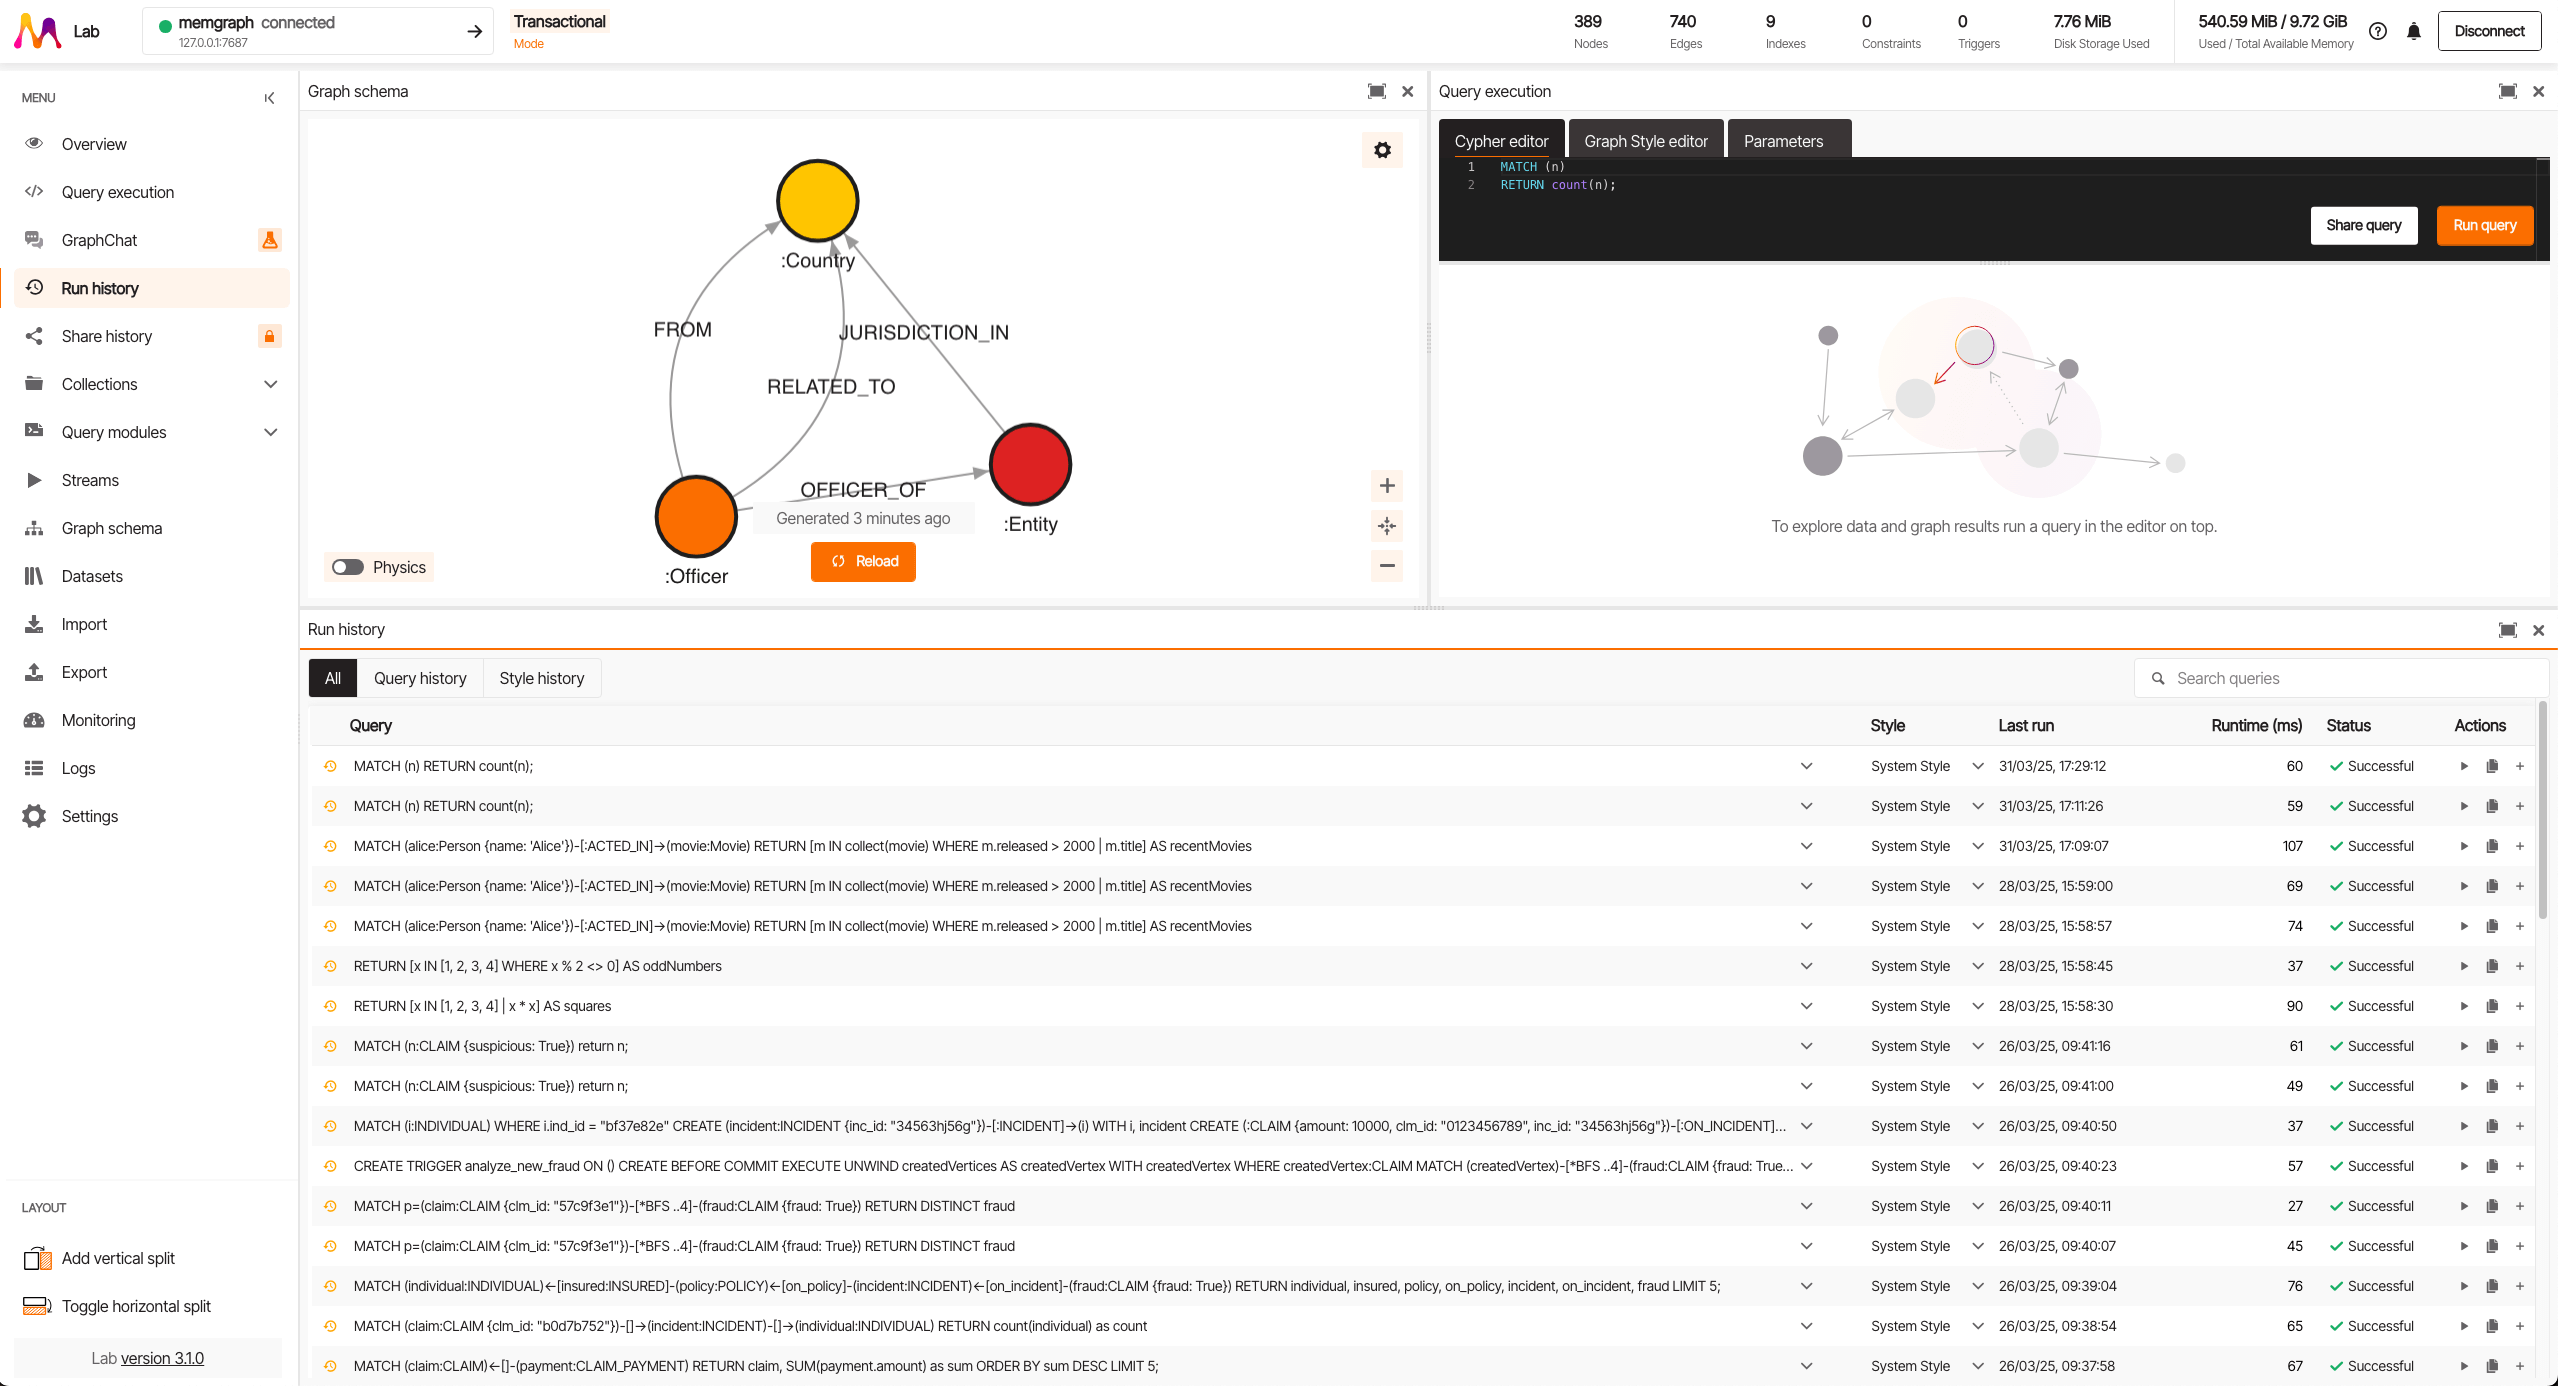 Lab
memgraph connected
127.0.0.1:7687
Transactional
Mode
389
Nodes
740
Edges
9
Indexes
0
Constraints
0
Triggers
7.76 MiB
Disk Storage Used
540.59 MiB / 9.72 GiB
Used / Total Available Memory
Disconnect
MENU
Overview
Query execution
GraphChat
Run history
Share history
Collections
Query modules
Streams
Graph schema
Datasets
Import
Export
Monitoring
Logs
Settings
LAYOUT
Add vertical split
Toggle horizontal split
Lab version 3.1.0
Graph schema
:Country
FROM
JURISDICTION_IN
RELATED_TO
OFFICER_OF
:Entity
:Officer
Generated 3 minutes ago
Reload
Physics
Query execution
Cypher editor Graph Style editor Parameters
1 MATCH (n)
2 RETURN count(n);
Share query Run query
To explore data and graph results run a query in the editor on top.
Run history
All Query history Style history
Search queries
Query Style Last run Runtime (ms) Status Actions
MATCH (n) RETURN count(n); System Style 31/03/25, 17:29:12 60 Successful
MATCH (n) RETURN count(n); System Style 31/03/25, 17:11:26 59 Successful
MATCH (alice:Person {name: 'Alice'})-[:ACTED_IN]->(movie:Movie) RETURN [m IN collect(movie) WHERE m.released > 2000 | m.title] AS recentMovies System Style 31/03/25, 17:09:07 107 Successful
MATCH (alice:Person {name: 'Alice'})-[:ACTED_IN]->(movie:Movie) RETURN [m IN collect(movie) WHERE m.released > 2000 | m.title] AS recentMovies System Style 28/03/25, 15:59:00 69 Successful
MATCH (alice:Person {name: 'Alice'})-[:ACTED_IN]->(movie:Movie) RETURN [m IN collect(movie) WHERE m.released > 2000 | m.title] AS recentMovies System Style 28/03/25, 15:58:57 74 Successful
RETURN [x IN [1, 2, 3, 4] WHERE x % 2 <> 0] AS oddNumbers System Style 28/03/25, 15:58:45 37 Successful
RETURN [x IN [1, 2, 3, 4] | x * x] AS squares System Style 28/03/25, 15:58:30 90 Successful
MATCH (n:CLAIM {suspicious: True}) return n; System Style 26/03/25, 09:41:16 61 Successful
MATCH (n:CLAIM {suspicious: True}) return n; System Style 26/03/25, 09:41:00 49 Successful
MATCH (i:INDIVIDUAL) WHERE i.ind_id = "bf37e82e" CREATE (incident:INCIDENT {inc_id: "34563hj56g"})-[:INCIDENT]->(i) WITH i, incident CREATE (:CLAIM {amount: 10000, clm_id: "0123456789", inc_id: "34563hj56g"})-[:ON_INCIDENT]... System Style 26/03/25, 09:40:50 37 Successful
CREATE TRIGGER analyze_new_fraud ON () CREATE BEFORE COMMIT EXECUTE UNWIND createdVertices AS createdVertex WITH createdVertex WHERE createdVertex:CLAIM MATCH (createdVertex)-[*BFS ..4]-(fraud:CLAIM {fraud: True... System Style 26/03/25, 09:40:23 57 Successful
MATCH p=(claim:CLAIM {clm_id: "57c9f3e1"})-[*BFS ..4]-(fraud:CLAIM {fraud: True}) RETURN DISTINCT fraud System Style 26/03/25, 09:40:11 27 Successful
MATCH p=(claim:CLAIM {clm_id: "57c9f3e1"})-[*BFS ..4]-(fraud:CLAIM {fraud: True}) RETURN DISTINCT fraud System Style 26/03/25, 09:40:07 45 Successful
MATCH (individual:INDIVIDUAL)<-[insured:INSURED]-(policy:POLICY)<-[on_policy]-(incident:INCIDENT)<-[on_incident]-(fraud:CLAIM {fraud: True}) RETURN individual, insured, policy, on_policy, incident, on_incident, fraud LIMIT 5; System Style 26/03/25, 09:39:04 76 Successful
MATCH (claim:CLAIM {clm_id: "b0d7b752"})-[]->(incident:INCIDENT)-[]->(individual:INDIVIDUAL) RETURN count(individual) as count System Style 26/03/25, 09:38:54 65 Successful
MATCH (claim:CLAIM)<-[]-(payment:CLAIM_PAYMENT) RETURN claim, SUM(payment.amount) as sum ORDER BY sum DESC LIMIT 5; System Style 26/03/25, 09:37:58 67 Successful